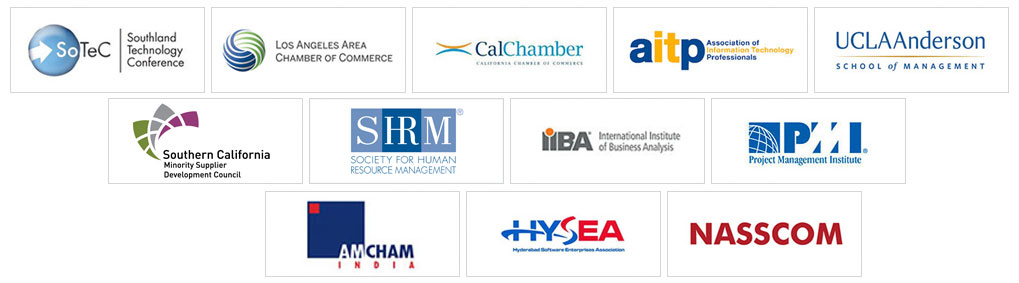 SoTeC
Southland
Technology
Conference
LOS ANGELES AREA
CHAMBER OF COMMERCE
CalChamber
CALIFORNIA CHAMBER OF COMMERCE
aitp
Association of
Information Technology
Professionals
UCLAAnderson
SCHOOL of MANAGEMENT
Southern California
Minority Supplier
Development Council
SHRM®
SOCIETY FOR HUMAN
RESOURCE MANAGEMENT
IIBA
International Institute
of Business Analysis
PMI®
Project Management Institute
AMCHAM
INDIA
HYSEA
Hyderabad Software Enterprises Association
NASSCOM